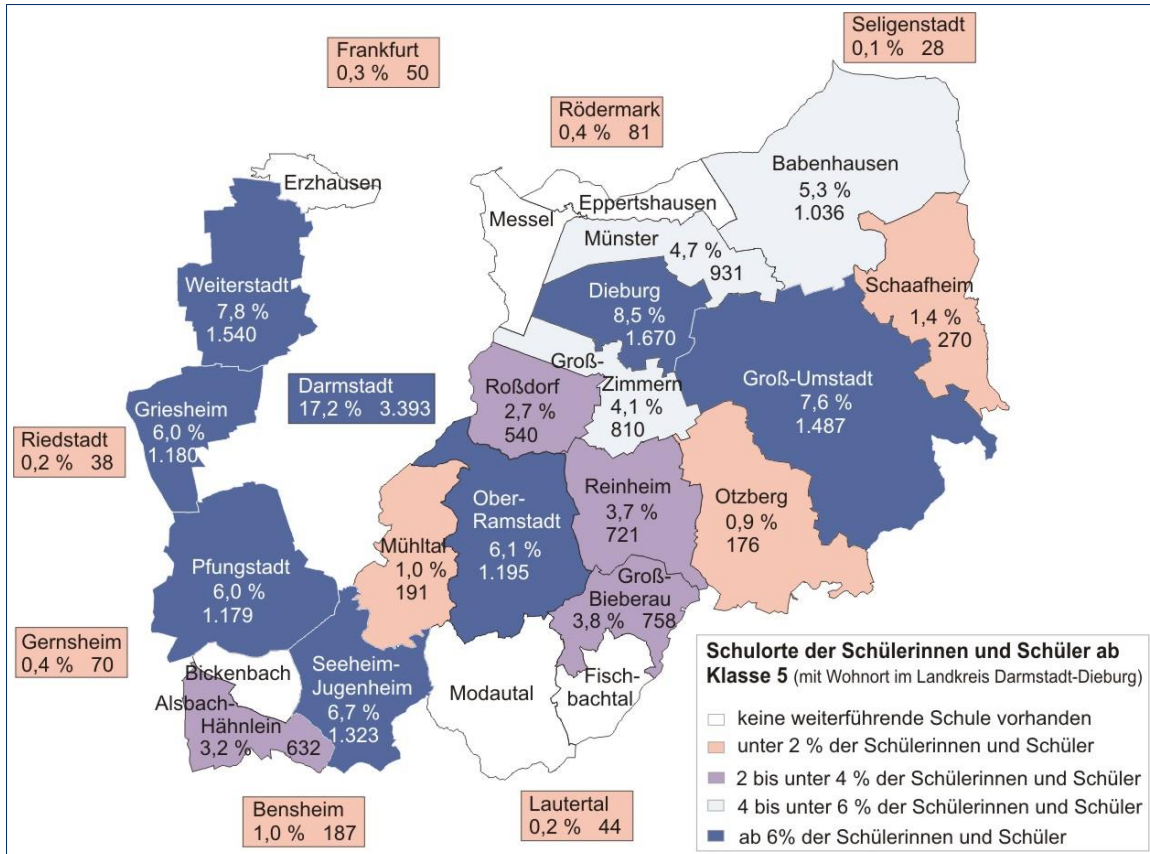 Seligenstadt
0,1 % 28
Frankfurt
0,3 % 50
Rödermark
0,4 % 81
Erzhausen
Messel
Eppertshausen
Babenhausen
5,3 %
1.036
Münster
4,7 %
931
Weiterstadt
7,8 %
1.540
Dieburg
8,5 %
1.670
Schaafheim
1,4 %
270
Groß-
Zimmern
4,1 %
810
Roßdorf
2,7 %
540
Darmstadt
17,2 % 3.393
Groß-Umstadt
7,6 %
1.487
Griesheim
6,0 %
1.180
Riedstadt
0,2 % 38
Ober-
Ramstadt
6,1 %
1.195
Reinheim
3,7 %
721
Otzberg
0,9 %
176
Mühltal
1,0 %
191
Pfungstadt
6,0 %
1.179
Groß-
Bieberau
3,8 % 758
Gernsheim
0,4 % 70
Bickenbach
Seeheim-
Jugenheim
6,7 %
1.323
Modautal
Fisch-
bachtal
Alsbach-
Hähnlein
3,2 % 632
Bensheim
1,0 % 187
Lautertal
0,2 % 44
Schulorte der Schülerinnen und Schüler ab
Klasse 5 (mit Wohnort im Landkreis Darmstadt-Dieburg)
keine weiterführende Schule vorhanden
unter 2 % der Schülerinnen und Schüler
2 bis unter 4 % der Schülerinnen und Schüler
4 bis unter 6 % der Schülerinnen und Schüler
ab 6% der Schülerinnen und Schüler